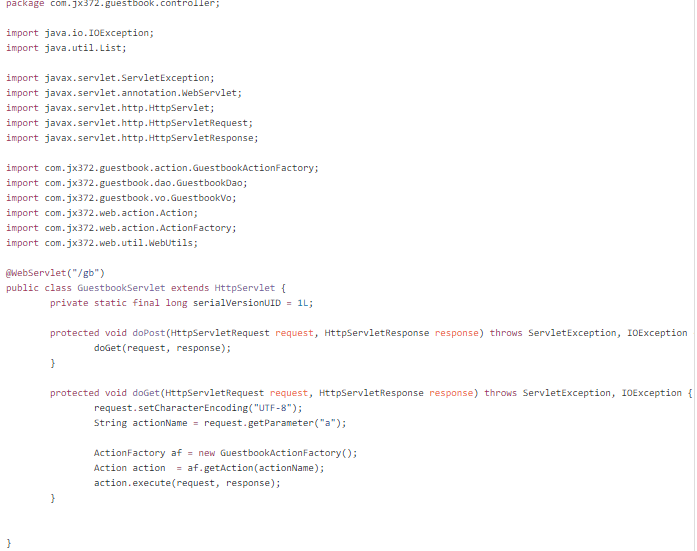 package com.jx372.guestbook.controller;
import java.io.IOException;
import java.util.List;
import javax.servlet.ServletException;
import javax.servlet.annotation.WebServlet;
import javax.servlet.http.HttpServlet;
import javax.servlet.http.HttpServletRequest;
import javax.servlet.http.HttpServletResponse;
import com.jx372.guestbook.action.GuestbookActionFactory;
import com.jx372.guestbook.dao.GuestbookDao;
import com.jx372.guestbook.vo.GuestbookVo;
import com.jx372.web.action.Action;
import com.jx372.web.action.ActionFactory;
import com.jx372.web.util.WebUtils;
@WebServlet("/gb")
public class GuestbookServlet extends HttpServlet {
private static final long serialVersionUID = 1L;
protected void doPost(HttpServletRequest request, HttpServletResponse response) throws ServletException, IOException
doGet(request, response);
}
protected void doGet(HttpServletRequest request, HttpServletResponse response) throws ServletException, IOException {
request.setCharacterEncoding("UTF-8");
String actionName = request.getParameter("a");
ActionFactory af = new GuestbookActionFactory();
Action action  = af.getAction(actionName);
action.execute(request, response);
}
}